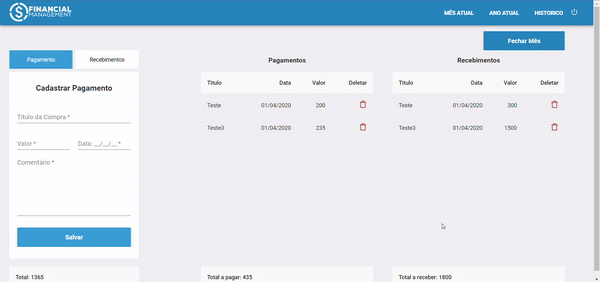 FINANCIAL
MANAGEMENT
MÊS ATUAL ANO ATUAL HISTORICO
Fechar Mês
Pagamento Recebimentos
Cadastrar Pagamento
Título da Compra *
Valor * Data: __/__/__ *
Comentário *
Salvar
Total: 1365
Pagamentos
Titulo Data Valor Deletar
Teste 01/04/2020 200
Teste3 01/04/2020 235
Total a pagar: 435
Recebimentos
Titulo Data Valor Deletar
Teste 01/04/2020 300
Teste3 01/04/2020 1500
Total a receber: 1800